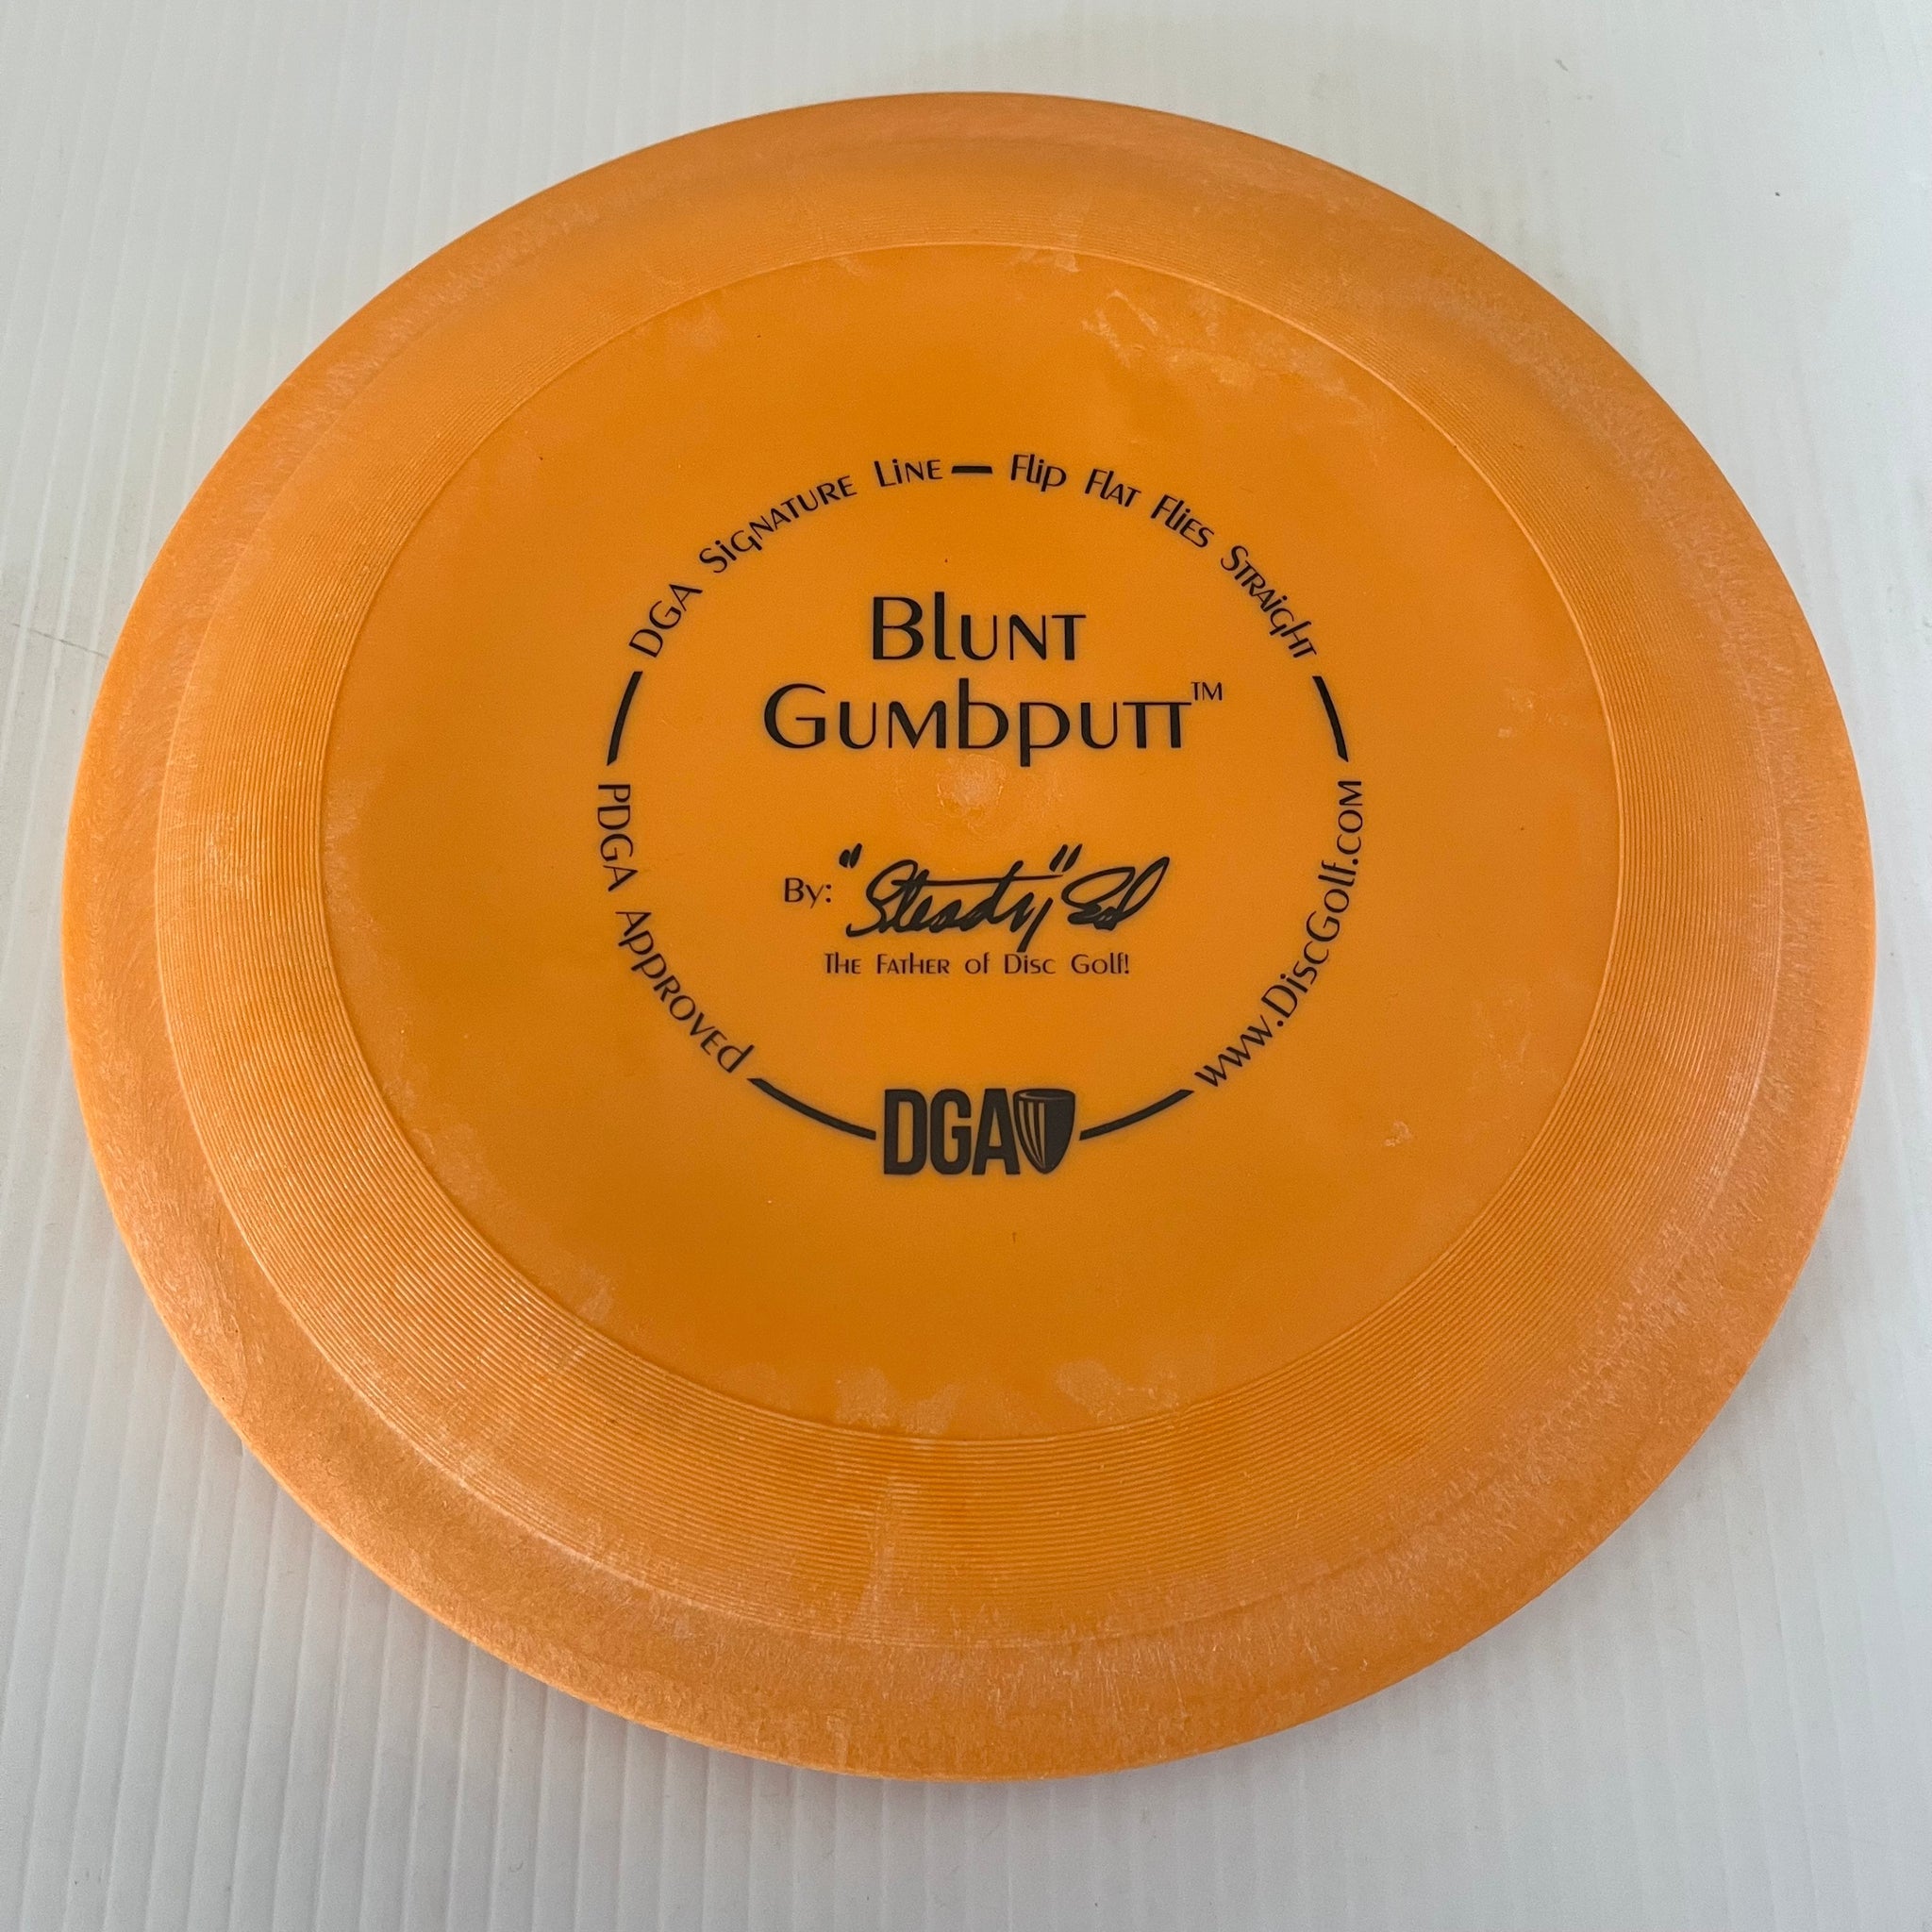 DGA Signature Line — Flip Flat Flies Straight
Blunt
Gumbputt™
By: "Steady" Ed
The Father of Disc Golf!
PDGA Approved
www.DiscGolf.com
DGA